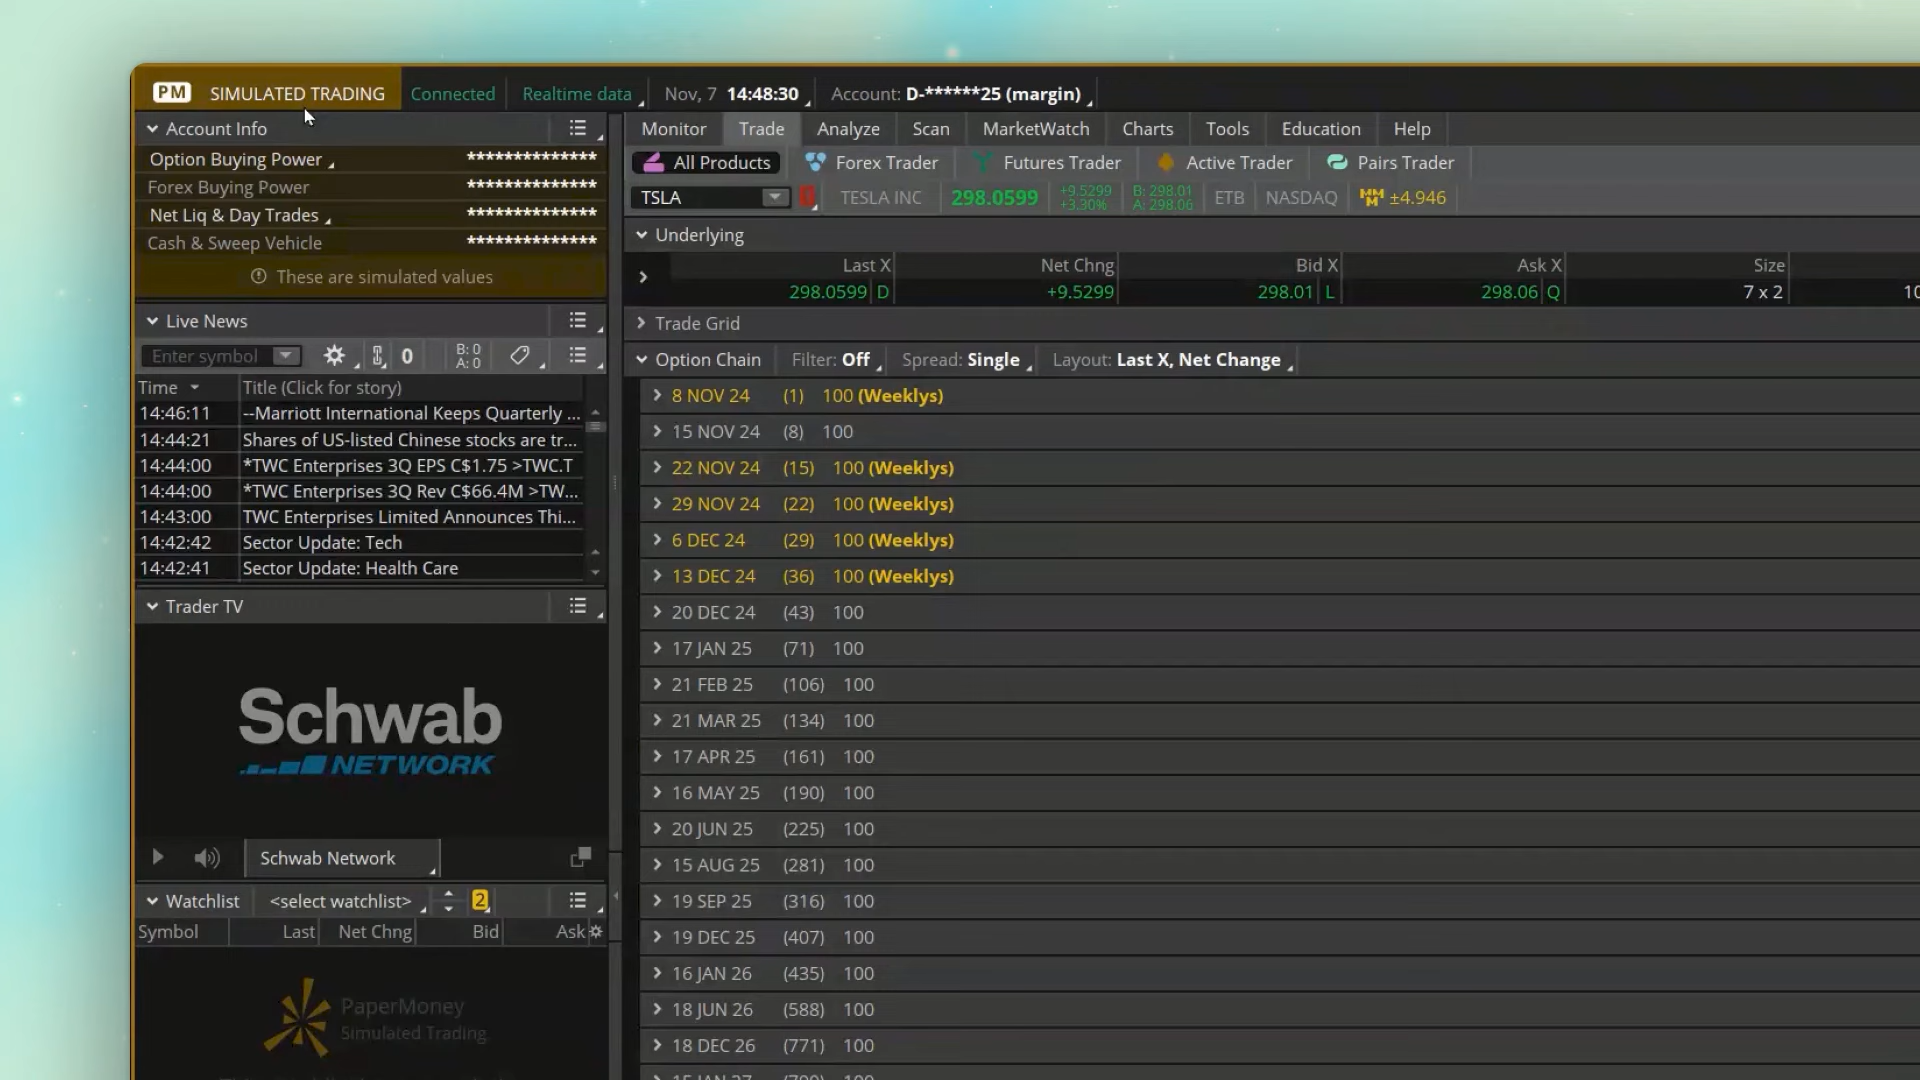 PM SIMULATED TRADING Connected Realtime data Nov, 7 14:48:30 Account: D-******25 (margin)
Account Info
Option Buying Power **************
Forex Buying Power **************
Net Liq & Day Trades **************
Cash & Sweep Vehicle **************
These are simulated values
Live News
Enter symbol 0 B: 0 A: 0
Time Title (Click for story)
14:46:11 --Marriott International Keeps Quarterly ...
14:44:21 Shares of US-listed Chinese stocks are tr...
14:44:00 *TWC Enterprises 3Q EPS C$1.75 >TWC.T
14:44:00 *TWC Enterprises 3Q Rev C$66.4M >TW...
14:43:00 TWC Enterprises Limited Announces Thi...
14:42:42 Sector Update: Tech
14:42:41 Sector Update: Health Care
Trader TV
Schwab
NETWORK
Schwab Network
Watchlist <select watchlist> 2
Symbol Last Net Chng Bid Ask
PaperMoney
Simulated Trading
Monitor Trade Analyze Scan MarketWatch Charts Tools Education Help
All Products Forex Trader Futures Trader Active Trader Pairs Trader
TSLA TESLA INC 298.0599 +9.5299 +3.30% B: 298.01 A: 298.06 ETB NASDAQ MMM ±4.946
Underlying
Last X Net Chng Bid X Ask X Size
298.0599 D +9.5299 298.01 L 298.06 Q 7 x 2 10
Trade Grid
Option Chain Filter: Off Spread: Single Layout: Last X, Net Change
8 NOV 24 (1) 100 (Weeklys)
15 NOV 24 (8) 100
22 NOV 24 (15) 100 (Weeklys)
29 NOV 24 (22) 100 (Weeklys)
6 DEC 24 (29) 100 (Weeklys)
13 DEC 24 (36) 100 (Weeklys)
20 DEC 24 (43) 100
17 JAN 25 (71) 100
21 FEB 25 (106) 100
21 MAR 25 (134) 100
17 APR 25 (161) 100
16 MAY 25 (190) 100
20 JUN 25 (225) 100
15 AUG 25 (281) 100
19 SEP 25 (316) 100
19 DEC 25 (407) 100
16 JAN 26 (435) 100
18 JUN 26 (588) 100
18 DEC 26 (771) 100